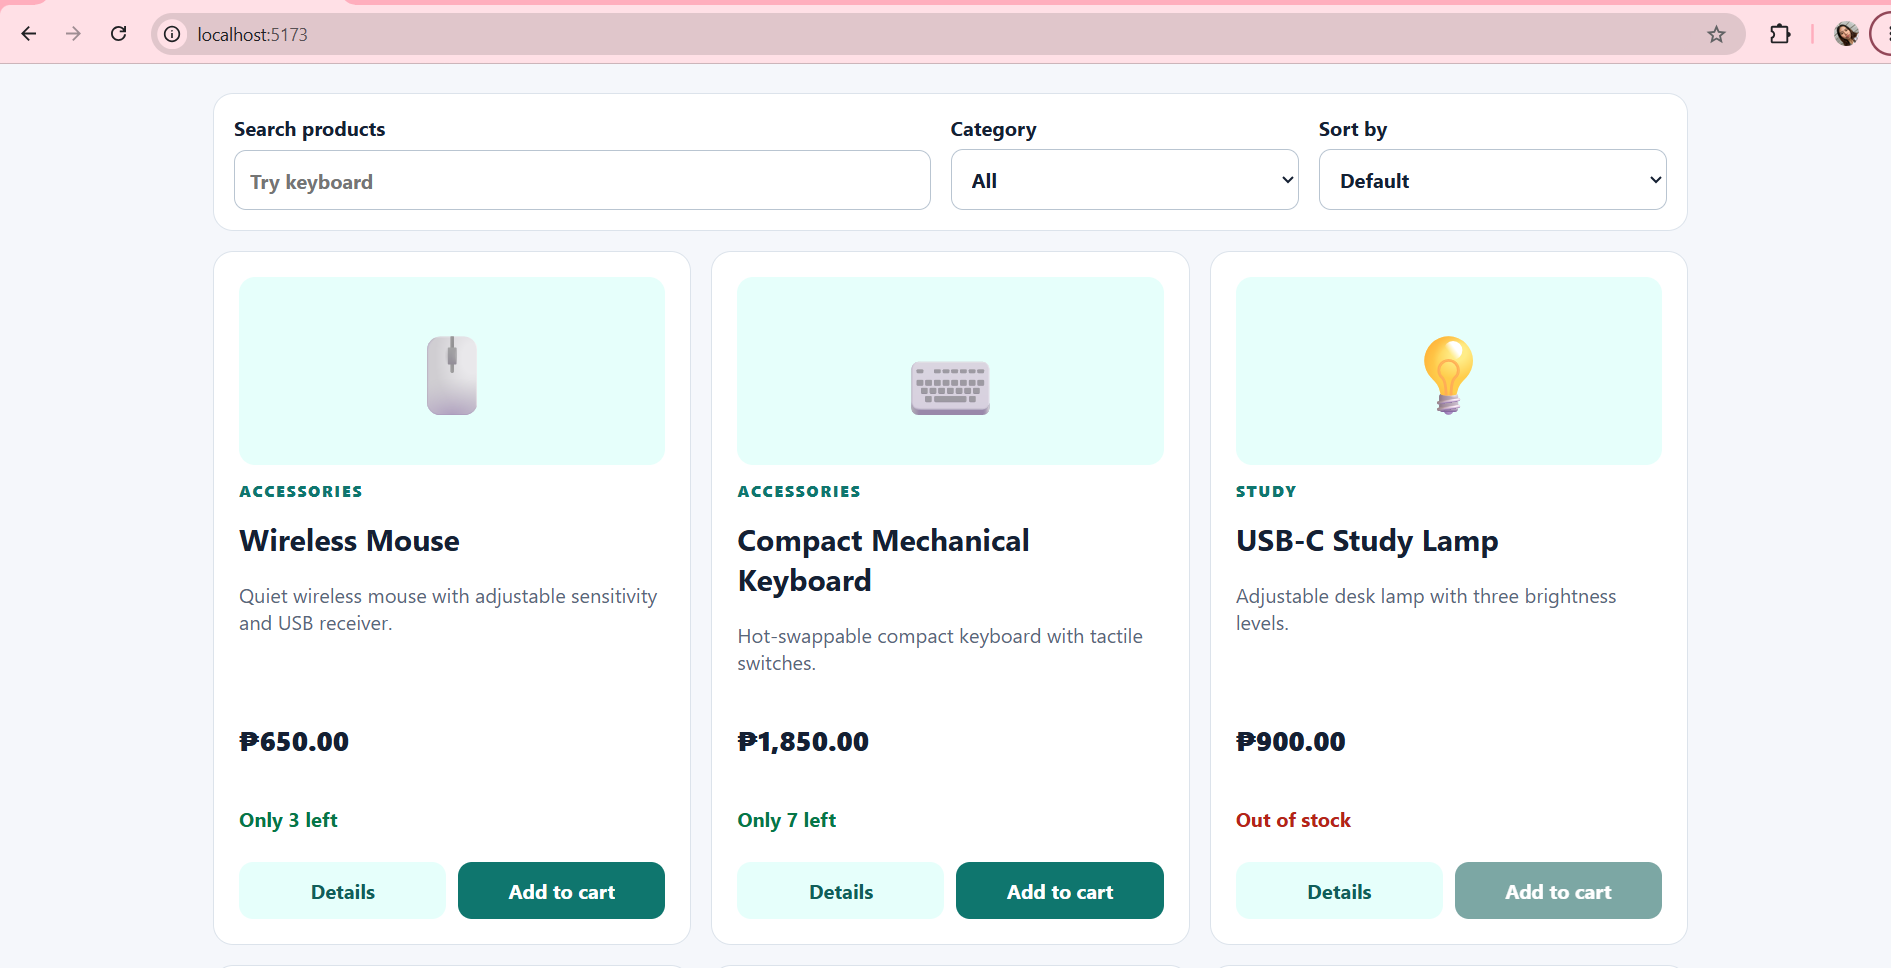 localhost:5173
Search products
Category
Sort by
Try keyboard
All
Default
ACCESSORIES
Wireless Mouse
Quiet wireless mouse with adjustable sensitivity
and USB receiver.
₱650.00
Only 3 left
Details
Add to cart
ACCESSORIES
Compact Mechanical
Keyboard
Hot-swappable compact keyboard with tactile
switches.
₱1,850.00
Only 7 left
Details
Add to cart
STUDY
USB-C Study Lamp
Adjustable desk lamp with three brightness
levels.
₱900.00
Out of stock
Details
Add to cart